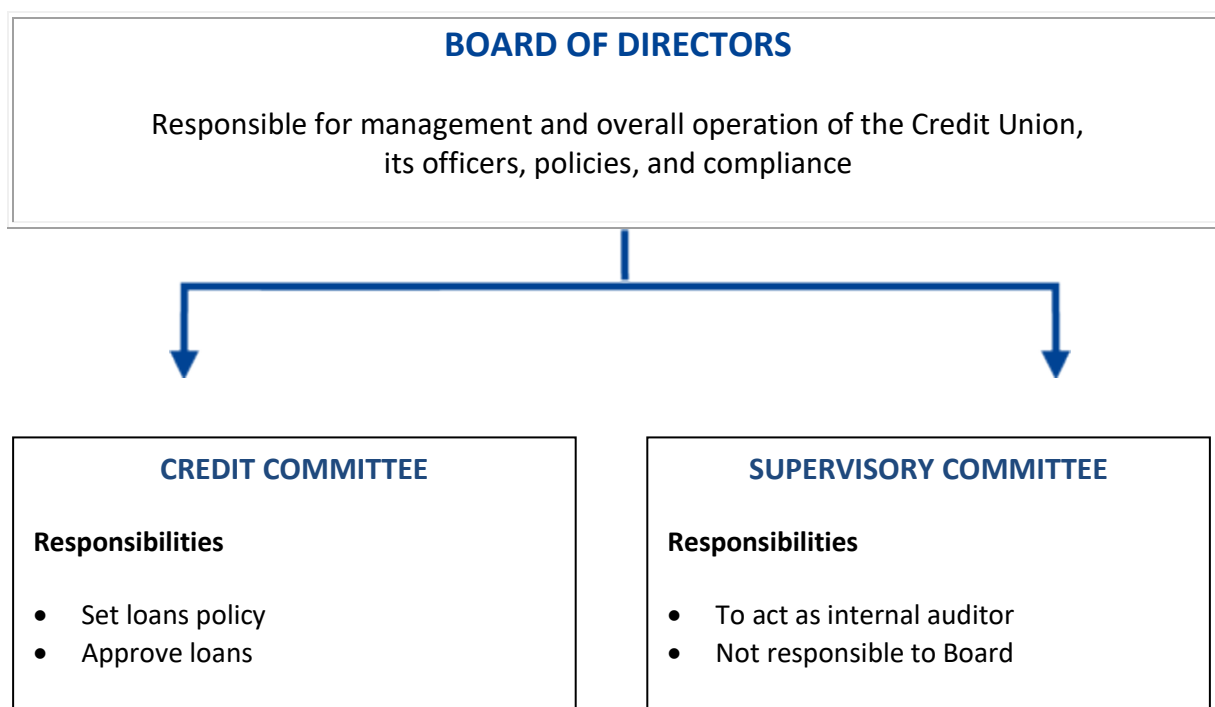 BOARD OF DIRECTORS
Responsible for management and overall operation of the Credit Union,
its officers, policies, and compliance
CREDIT COMMITTEE
Responsibilities
• Set loans policy
• Approve loans
SUPERVISORY COMMITTEE
Responsibilities
• To act as internal auditor
• Not responsible to Board